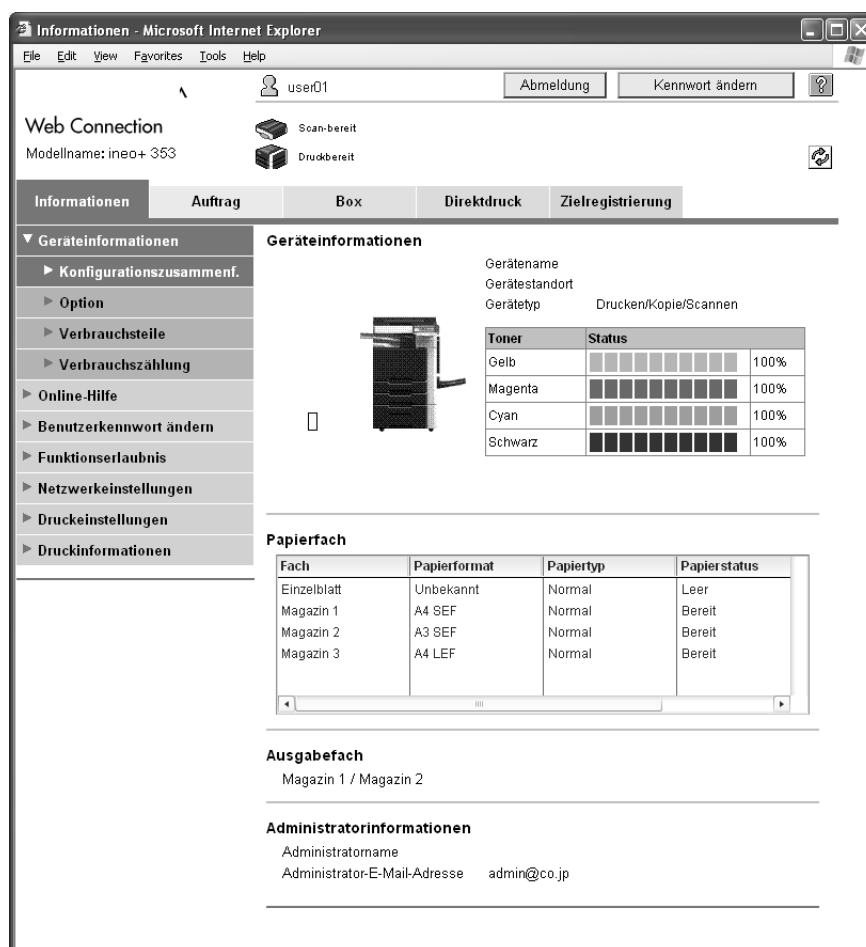 Informationen - Microsoft Internet Explorer
File Edit View Favorites Tools Help
user01 Abmeldung Kennwort ändern ?
Web Connection
Scan-bereit
Modellname: ineo+ 353
Druckbereit
Informationen Auftrag Box Direktdruck Zielregistrierung
Geräteinformationen
Konfigurationszusammenf.
Option
Verbrauchsteile
Verbrauchszählung
Online-Hilfe
Benutzerkennwort ändern
Funktionserlaubnis
Netzwerkeinstellungen
Druckeinstellungen
Druckinformationen
Geräteinformationen
Gerätename
Gerätestandort
Gerätetyp Drucken/Kopie/Scannen
Toner Status
Gelb 100%
Magenta 100%
Cyan 100%
Schwarz 100%
Papierfach
Fach Papierformat Papiertyp Papierstatus
Einzelblatt Unbekannt Normal Leer
Magazin 1 A4 SEF Normal Bereit
Magazin 2 A3 SEF Normal Bereit
Magazin 3 A4 LEF Normal Bereit
Ausgabefach
Magazin 1 / Magazin 2
Administratorinformationen
Administratorname
Administrator-E-Mail-Adresse admin@co.jp